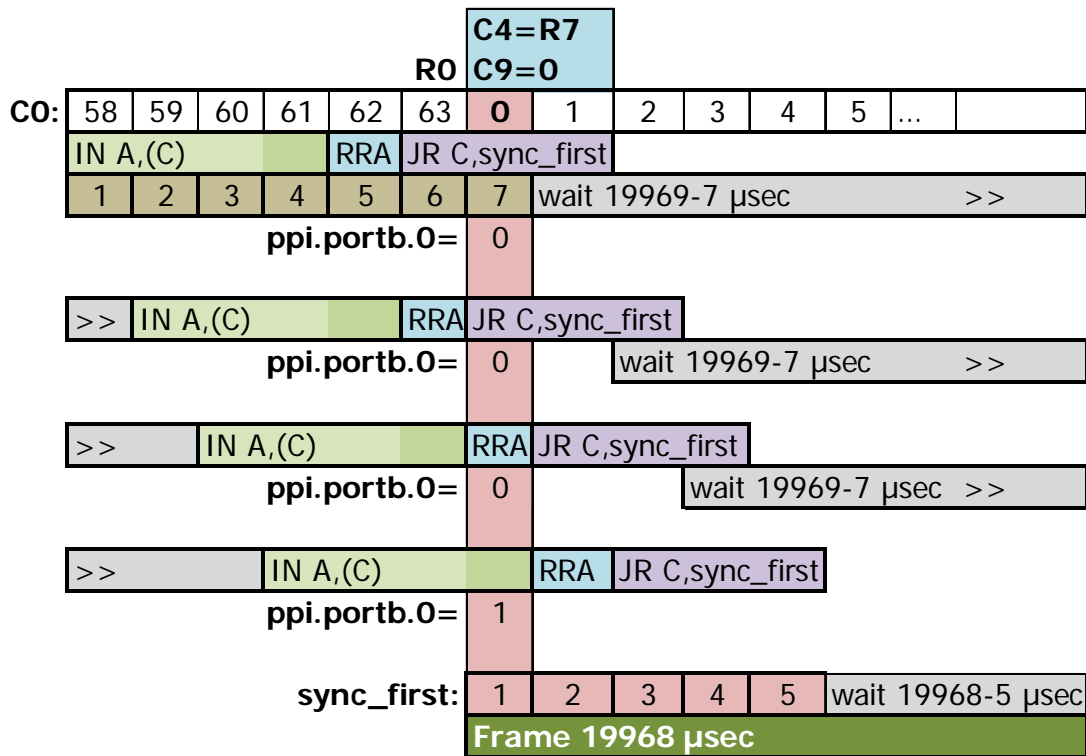 C4=R7
R0 C9=0
C0: 58 59 60 61 62 63 0 1 2 3 4 5 ...
IN A,(C) RRA JR C,sync_first
1 2 3 4 5 6 7 wait 19969-7 µsec >>
ppi.portb.0= 0
>> IN A,(C) RRA JR C,sync_first
ppi.portb.0= 0 wait 19969-7 µsec >>
>> IN A,(C) RRA JR C,sync_first
ppi.portb.0= 0 wait 19969-7 µsec >>
>> IN A,(C) RRA JR C,sync_first
ppi.portb.0= 1
sync_first: 1 2 3 4 5 wait 19968-5 µsec
Frame 19968 µsec